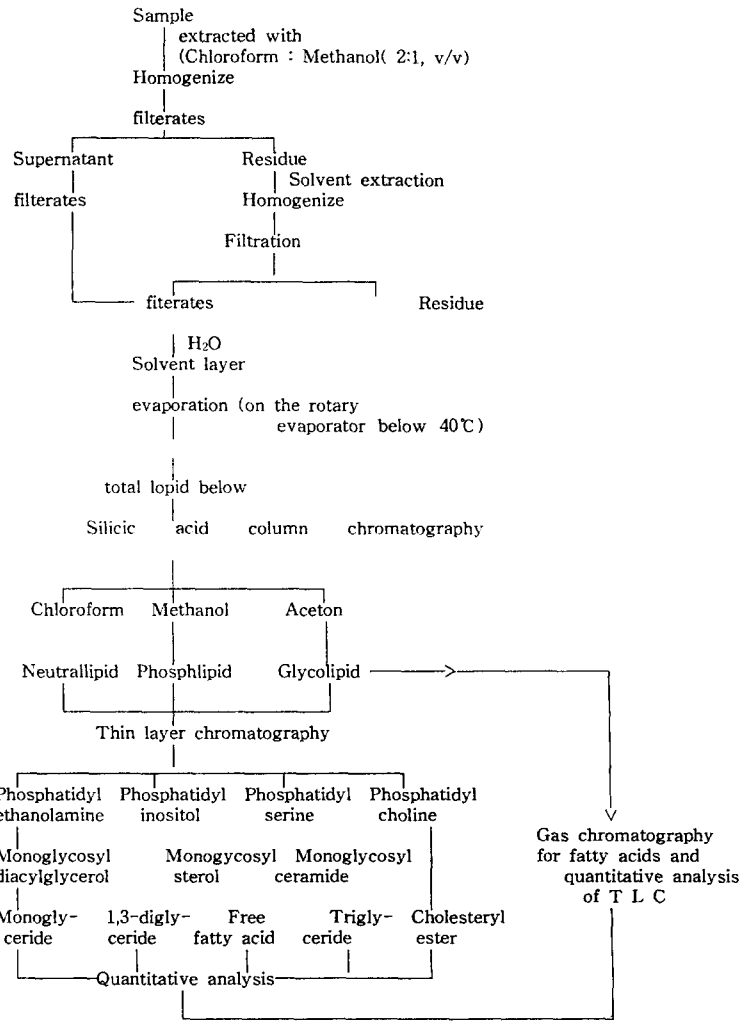 Sample
extracted with
(Chloroform : Methanol( 2:1, v/v)
Homogenize
filterates
Supernatant Residue
Solvent extraction
filterates Homogenize
Filtration
fiterates Residue
H₂O
Solvent layer
evaporation (on the rotary
evaporator below 40℃)
total lopid below
Silicic acid column chromatography
Chloroform Methanol Aceton
Neutrallipid Phosphlipid Glycolipid
Thin layer chromatography
Phosphatidyl Phosphatidyl Phosphatidyl Phosphatidyl
ethanolamine inositol serine choline
Gas chromatography
for fatty acids and
quantitative analysis
of T L C
Monoglycosyl Monogycosyl Monoglycosyl
diacylglycerol sterol ceramide
Monogly- 1,3-digly- Free Trigly- Cholesteryl
ceride ceride fatty acid ceride ester
Quantitative analysis